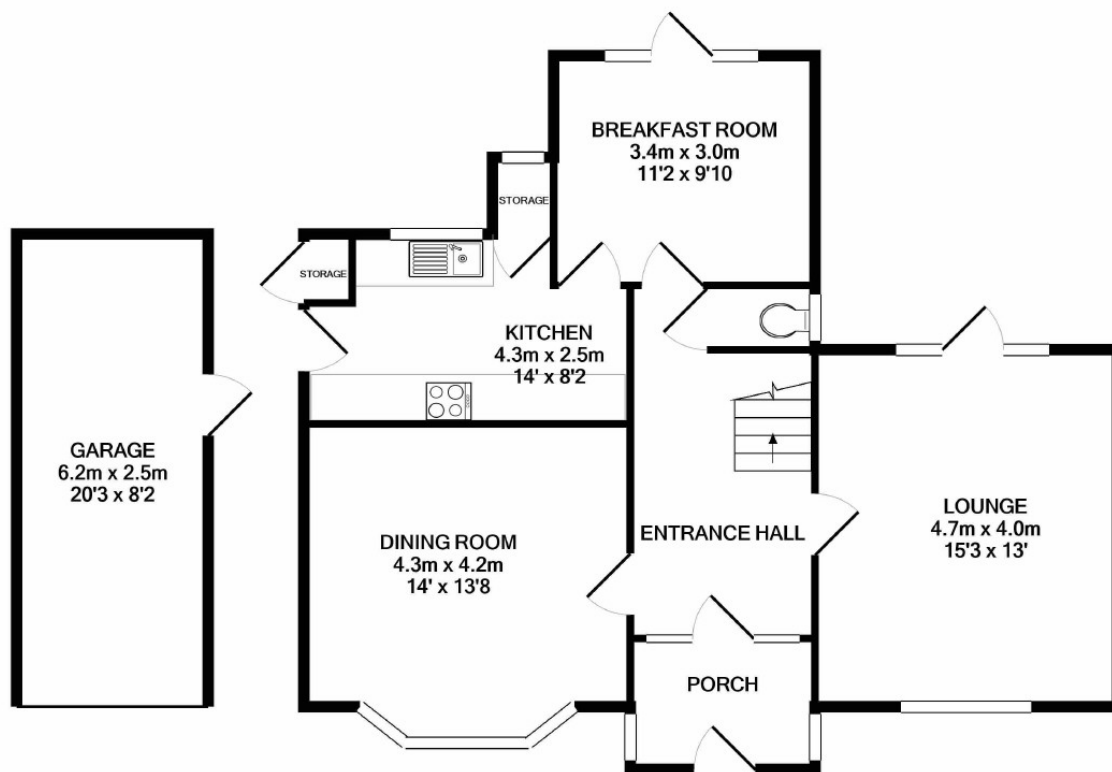 BREAKFAST ROOM
3.4m x 3.0m
11'2 x 9'10
STORAGE
STORAGE
KITCHEN
4.3m x 2.5m
14' x 8'2
GARAGE
6.2m x 2.5m
20'3 x 8'2
DINING ROOM
4.3m x 4.2m
14' x 13'8
ENTRANCE HALL
LOUNGE
4.7m x 4.0m
15'3 x 13'
PORCH